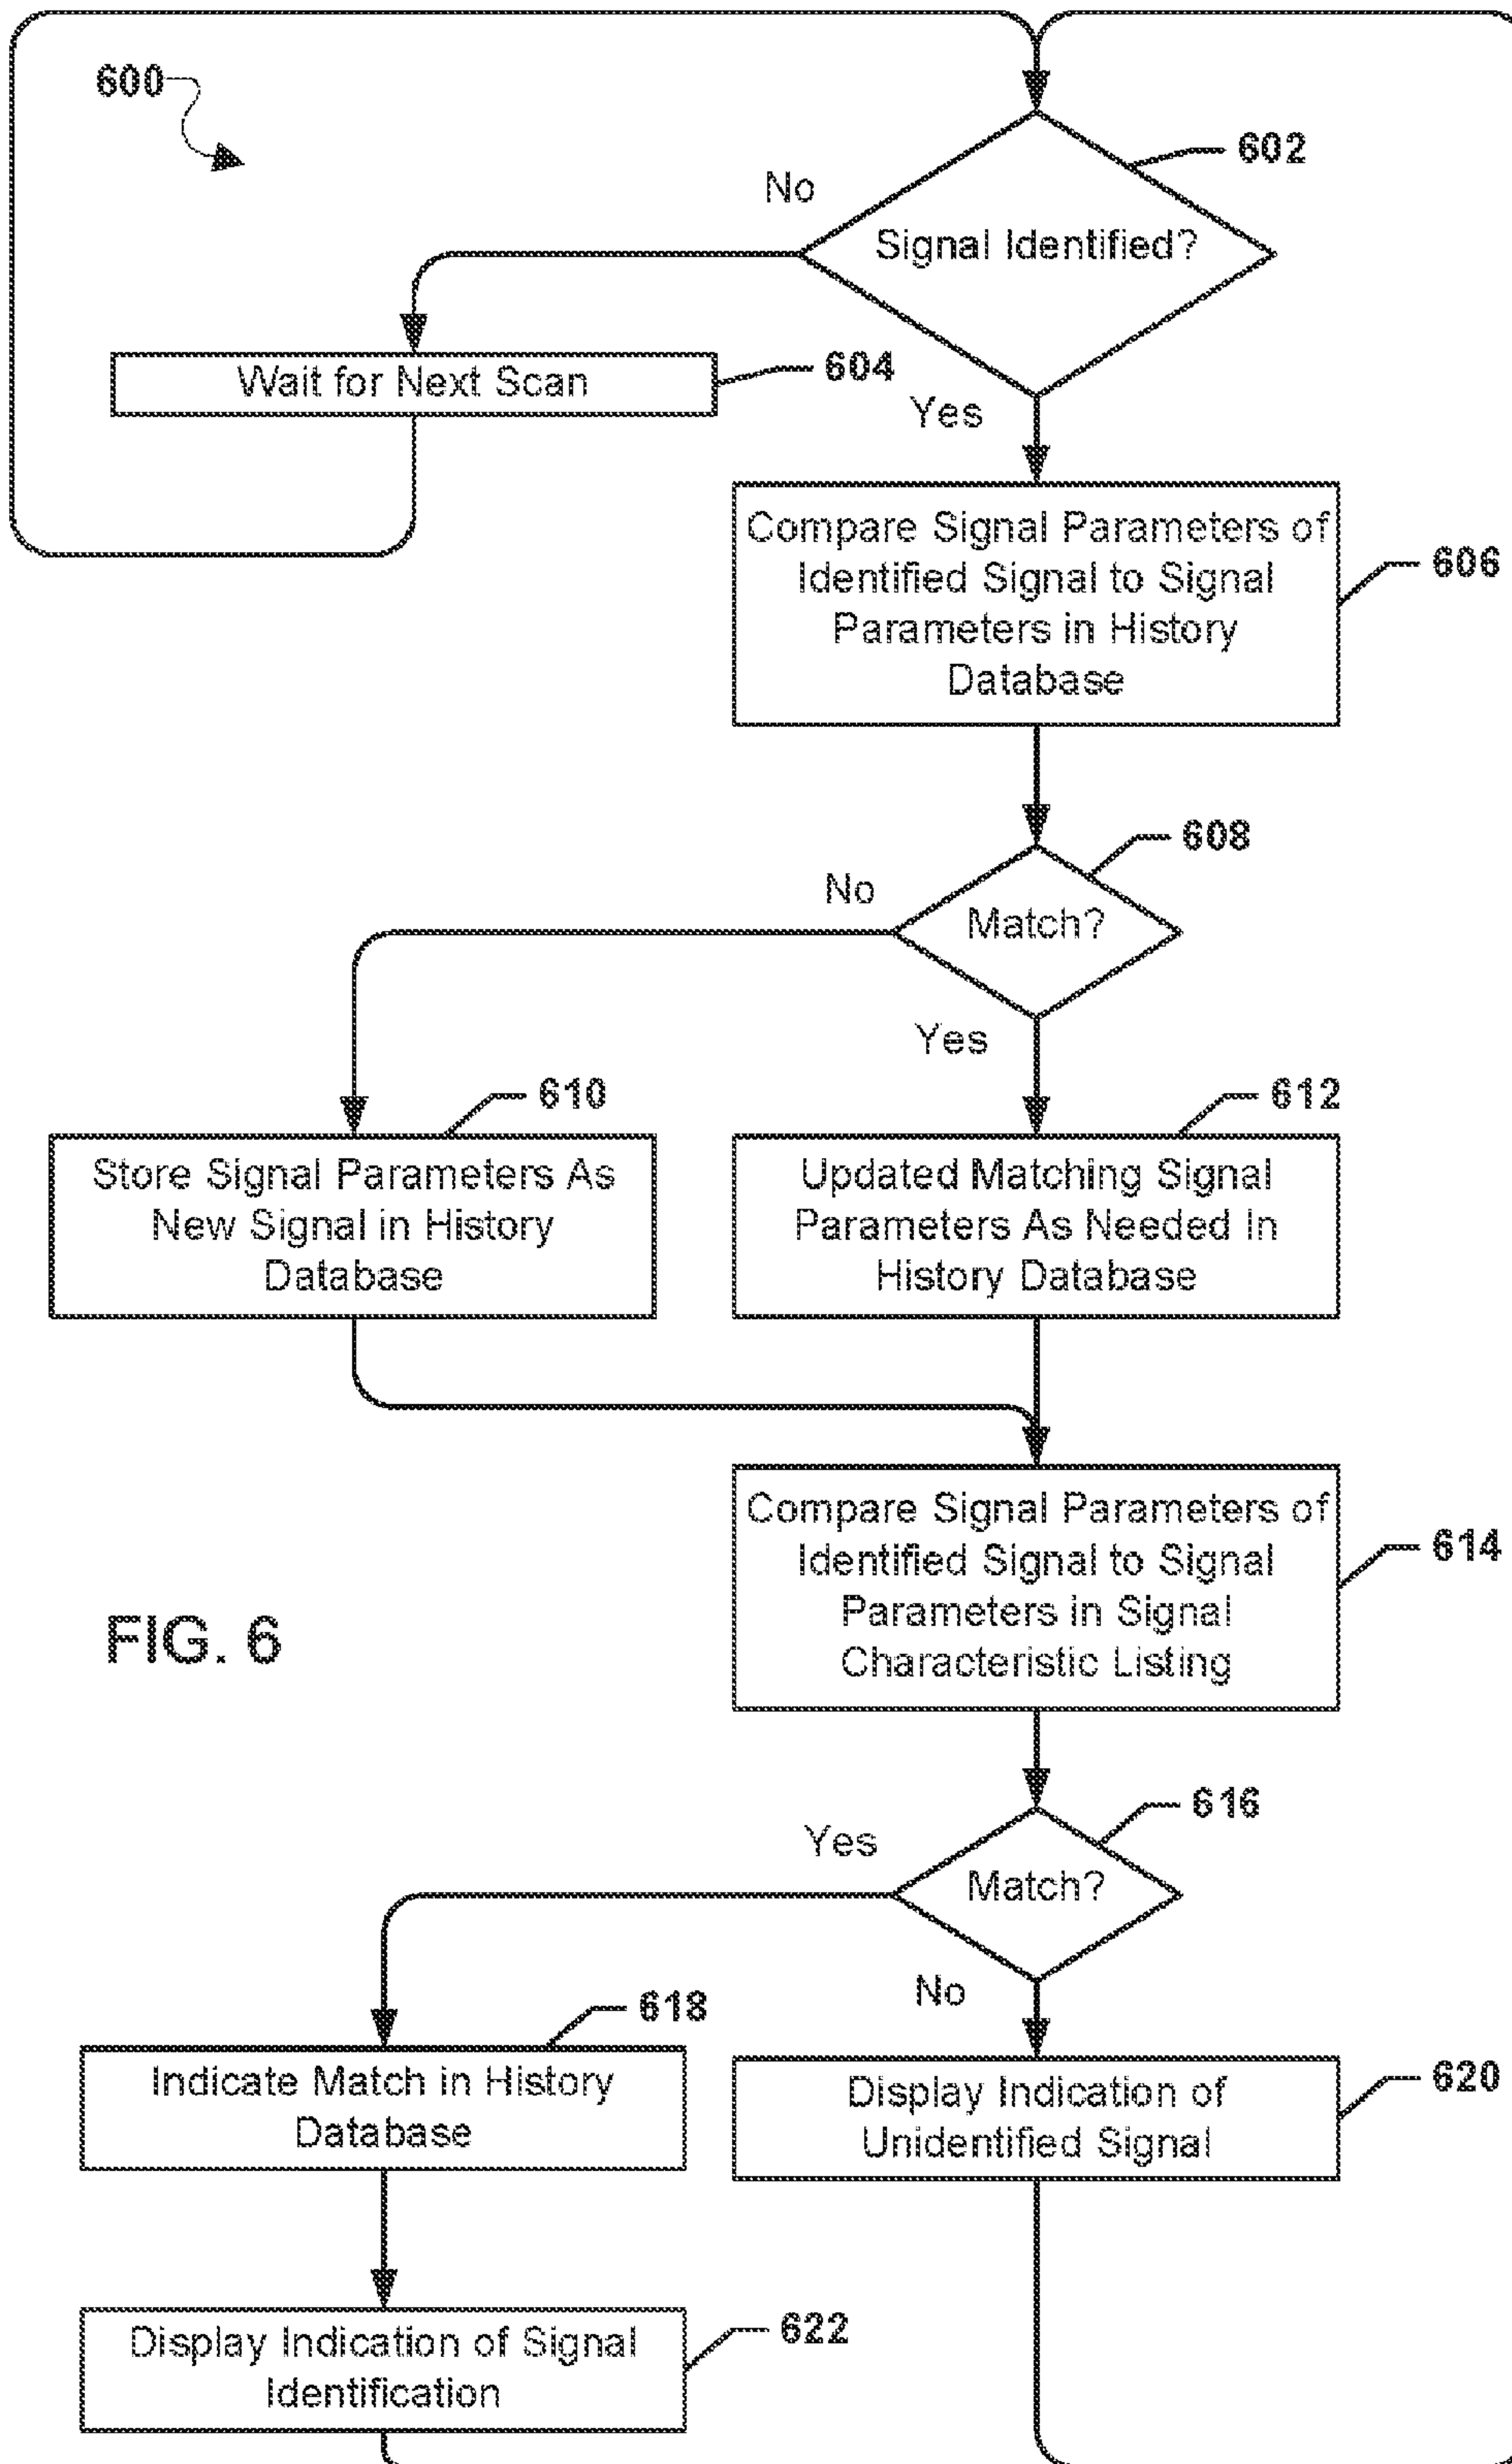 600
602
No
Signal Identified?
Wait for Next Scan
604
Yes
Compare Signal Parameters of
Identified Signal to Signal
Parameters in History
Database
606
608
No
Match?
Yes
610
612
Store Signal Parameters As
New Signal in History
Database
Updated Matching Signal
Parameters As Needed In
History Database
Compare Signal Parameters of
Identified Signal to Signal
Parameters in Signal
Characteristic Listing
614
FIG. 6
616
Yes
Match?
No
618
Indicate Match in History
Database
Display Indication of
Unidentified Signal
620
Display Indication of Signal
Identification
622